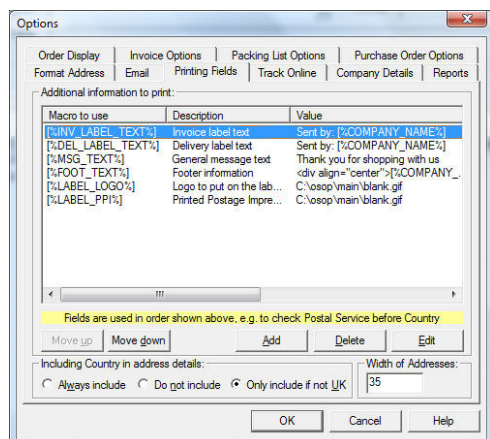 Options
Order Display Invoice Options Packing List Options Purchase Order Options
Format Address Email Printing Fields Track Online Company Details Reports
Additional information to print:
Macro to use Description Value
[%INV_LABEL_TEXT%] Invoice label text Sent by: [%COMPANY_NAME%]
[%DEL_LABEL_TEXT%] Delivery label text Sent by: [%COMPANY_NAME%]
[%MSG_TEXT%] General message text Thank you for shopping with us
[%FOOT_TEXT%] Footer information <div align="center">[%COMPANY_...
[%LABEL_LOGO%] Logo to put on the lab... C:\osop\main\blank.gif
[%LABEL_PPI%] Printed Postage Impre... C:\osop\main\blank.gif
Fields are used in order shown above, e.g. to check Postal Service before Country
Move up Move down Add Delete Edit
Including Country in address details: Width of Addresses:
Always include Do not include Only include if not UK 35
OK Cancel Help